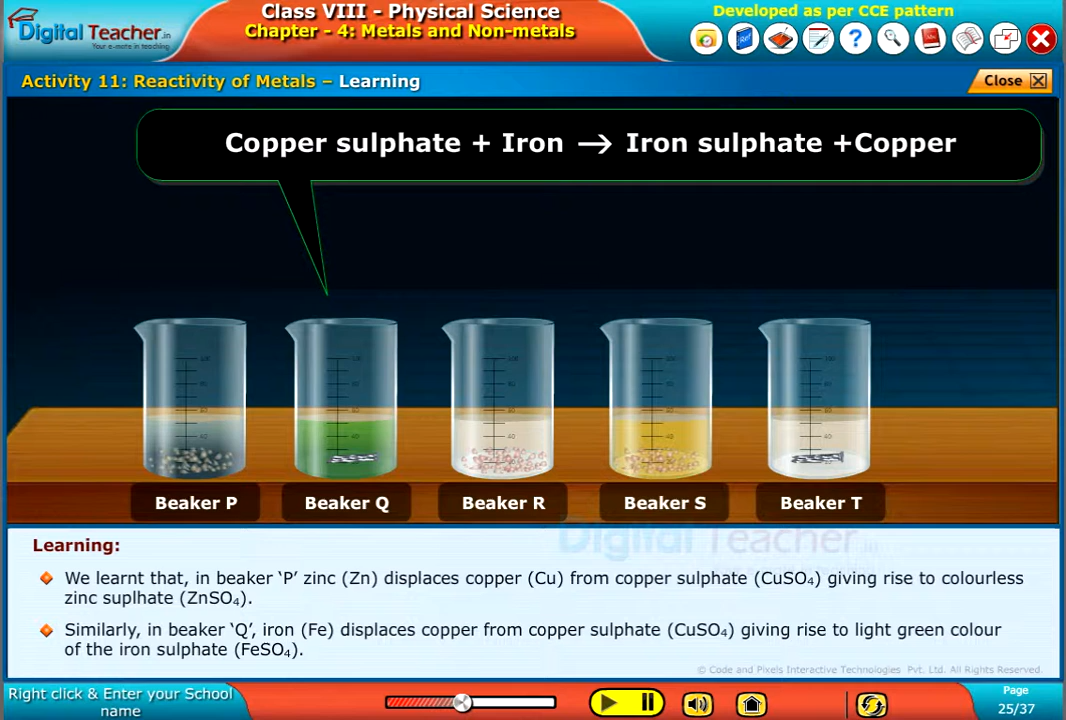 Digital Teacher.in
Your e-mate in teaching
Class VIII - Physical Science
Chapter - 4: Metals and Non-metals
Developed as per CCE pattern
Activity 11: Reactivity of Metals – Learning
Close
Copper sulphate + Iron → Iron sulphate +Copper
Beaker P
Beaker Q
Beaker R
Beaker S
Beaker T
Digital Teacher.in
Learning:
We learnt that, in beaker ‘P’ zinc (Zn) displaces copper (Cu) from copper sulphate (CuSO₄) giving rise to colourless
zinc suplhate (ZnSO₄).
Similarly, in beaker ‘Q’, iron (Fe) displaces copper from copper sulphate (CuSO₄) giving rise to light green colour
of the iron sulphate (FeSO₄).
© Code and Pixels Interactive Technologies Pvt. Ltd. All Rights Reserved.
Right click & Enter your School
name
Page
25/37